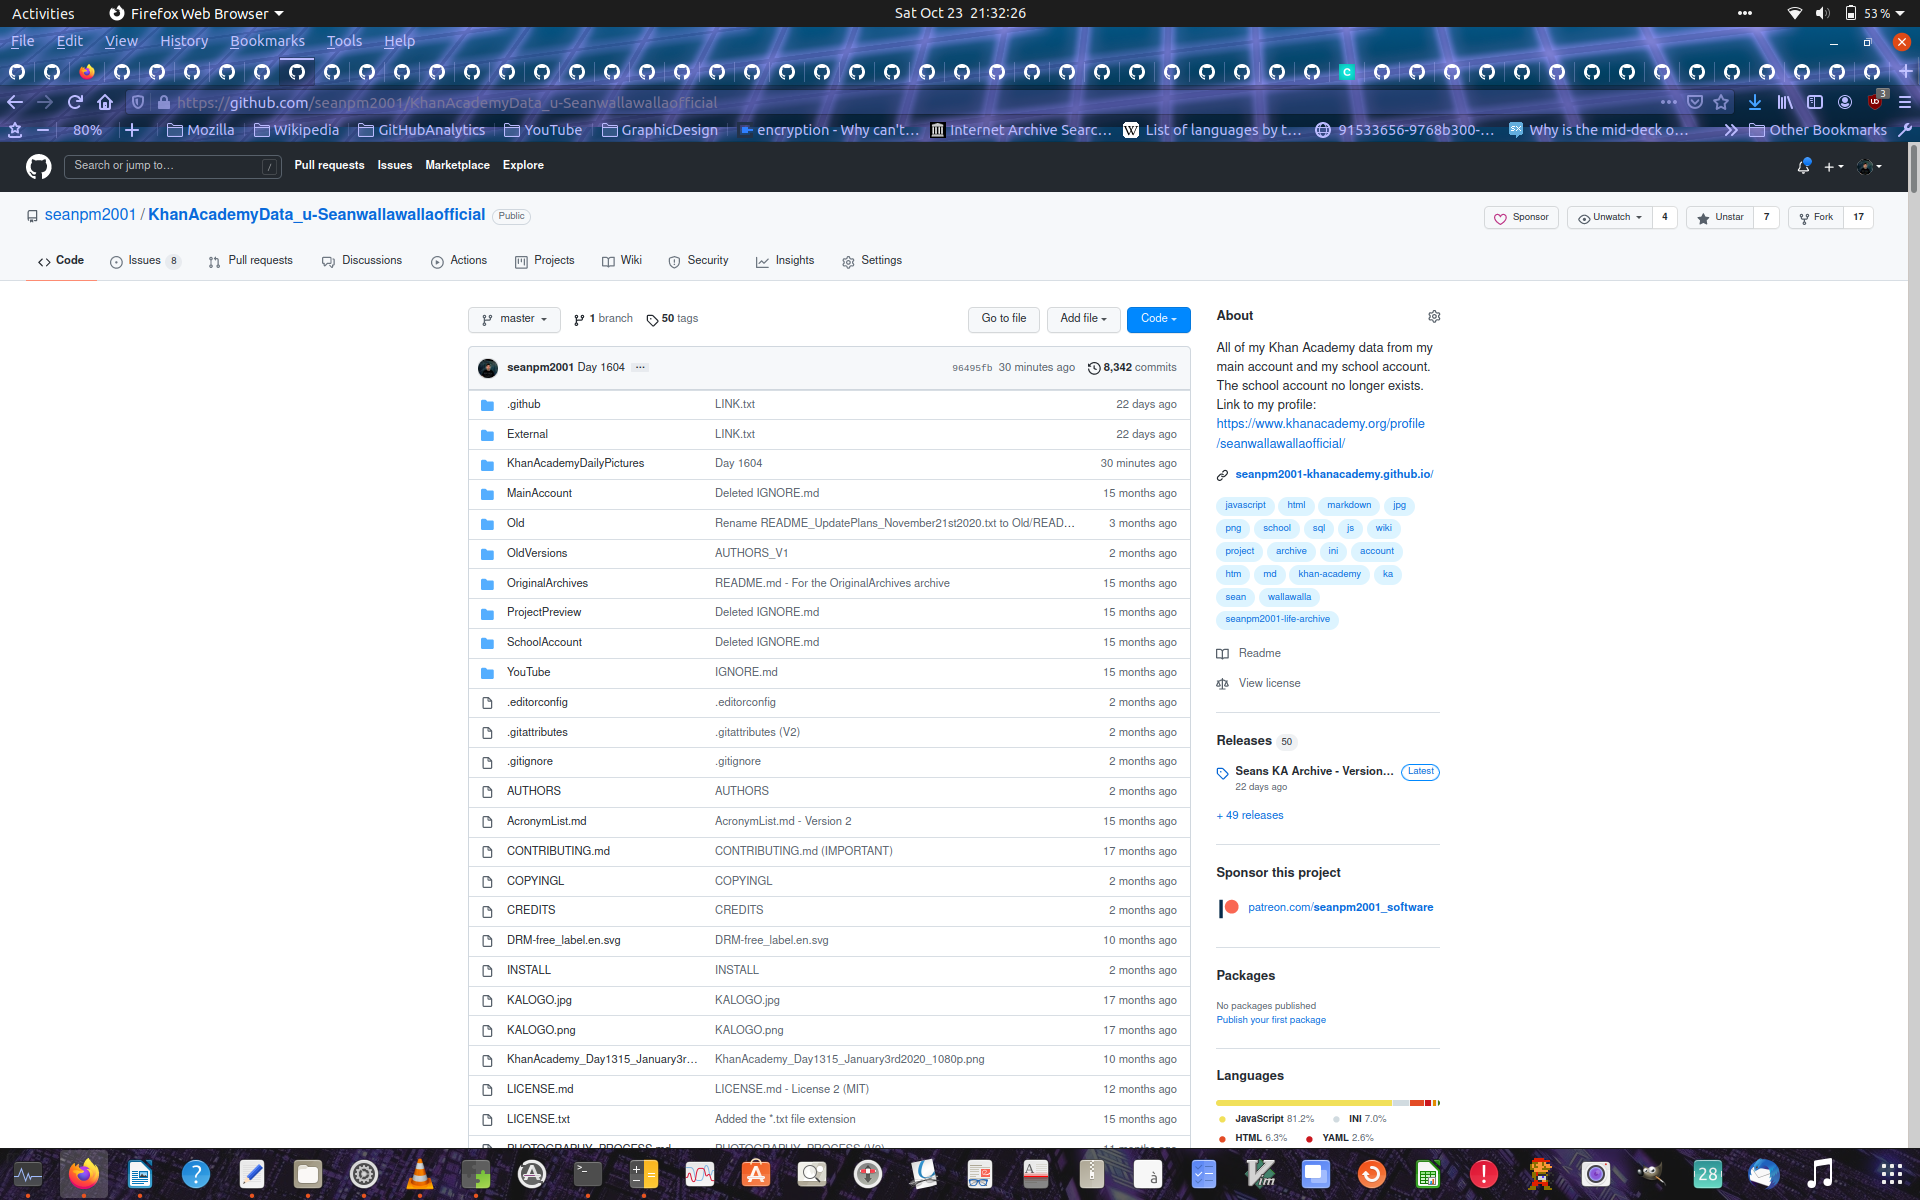 Activities Firefox Web Browser Sat Oct 23 21:32:26 53 %
File Edit View History Bookmarks Tools Help
https://github.com/seanpm2001/KhanAcademyData_u-Seanwallawallaofficial 3
80% Mozilla Wikipedia GitHubAnalytics YouTube GraphicDesign encryption - Why can't… Internet Archive Searc… List of languages by t… 91533656-9768b300-… Why is the mid-deck o… Other Bookmarks
Search or jump to… / Pull requests Issues Marketplace Explore
seanpm2001 / KhanAcademyData_u-Seanwallawallaofficial Public Sponsor Unwatch 4 Unstar 7 Fork 17
Code Issues 8 Pull requests Discussions Actions Projects Wiki Security Insights Settings
master 1 branch 50 tags Go to file Add file Code
seanpm2001 Day 1604 ... 96495fb 30 minutes ago 8,342 commits
.github LINK.txt 22 days ago
External LINK.txt 22 days ago
KhanAcademyDailyPictures Day 1604 30 minutes ago
MainAccount Deleted IGNORE.md 15 months ago
Old Rename README_UpdatePlans_November21st2020.txt to Old/READ… 3 months ago
OldVersions AUTHORS_V1 2 months ago
OriginalArchives README.md - For the OriginalArchives archive 15 months ago
ProjectPreview Deleted IGNORE.md 15 months ago
SchoolAccount Deleted IGNORE.md 15 months ago
YouTube IGNORE.md 15 months ago
.editorconfig .editorconfig 2 months ago
.gitattributes .gitattributes (V2) 2 months ago
.gitignore .gitignore 2 months ago
AUTHORS AUTHORS 2 months ago
AcronymList.md AcronymList.md - Version 2 15 months ago
CONTRIBUTING.md CONTRIBUTING.md (IMPORTANT) 17 months ago
COPYINGL COPYINGL 2 months ago
CREDITS CREDITS 2 months ago
DRM-free_label.en.svg DRM-free_label.en.svg 10 months ago
INSTALL INSTALL 2 months ago
KALOGO.jpg KALOGO.jpg 17 months ago
KALOGO.png KALOGO.png 17 months ago
KhanAcademy_Day1315_January3r… KhanAcademy_Day1315_January3rd2020_1080p.png 10 months ago
LICENSE.md LICENSE.md - License 2 (MIT) 12 months ago
LICENSE.txt Added the *.txt file extension 15 months ago
About
All of my Khan Academy data from my
main account and my school account.
The school account no longer exists.
Link to my profile:
https://www.khanacademy.org/profile
/seanwallawallaofficial/
seanpm2001-khanacademy.github.io/
javascript html markdown jpg
png school sql js wiki
project archive ini account
htm md khan-academy ka
sean wallawalla
seanpm2001-life-archive
Readme
View license
Releases 50
Seans KA Archive - Version… Latest
22 days ago
+ 49 releases
Sponsor this project
patreon.com/seanpm2001_software
Packages
No packages published
Publish your first package
Languages
JavaScript 81.2% INI 7.0%
HTML 6.3% YAML 2.6%
28